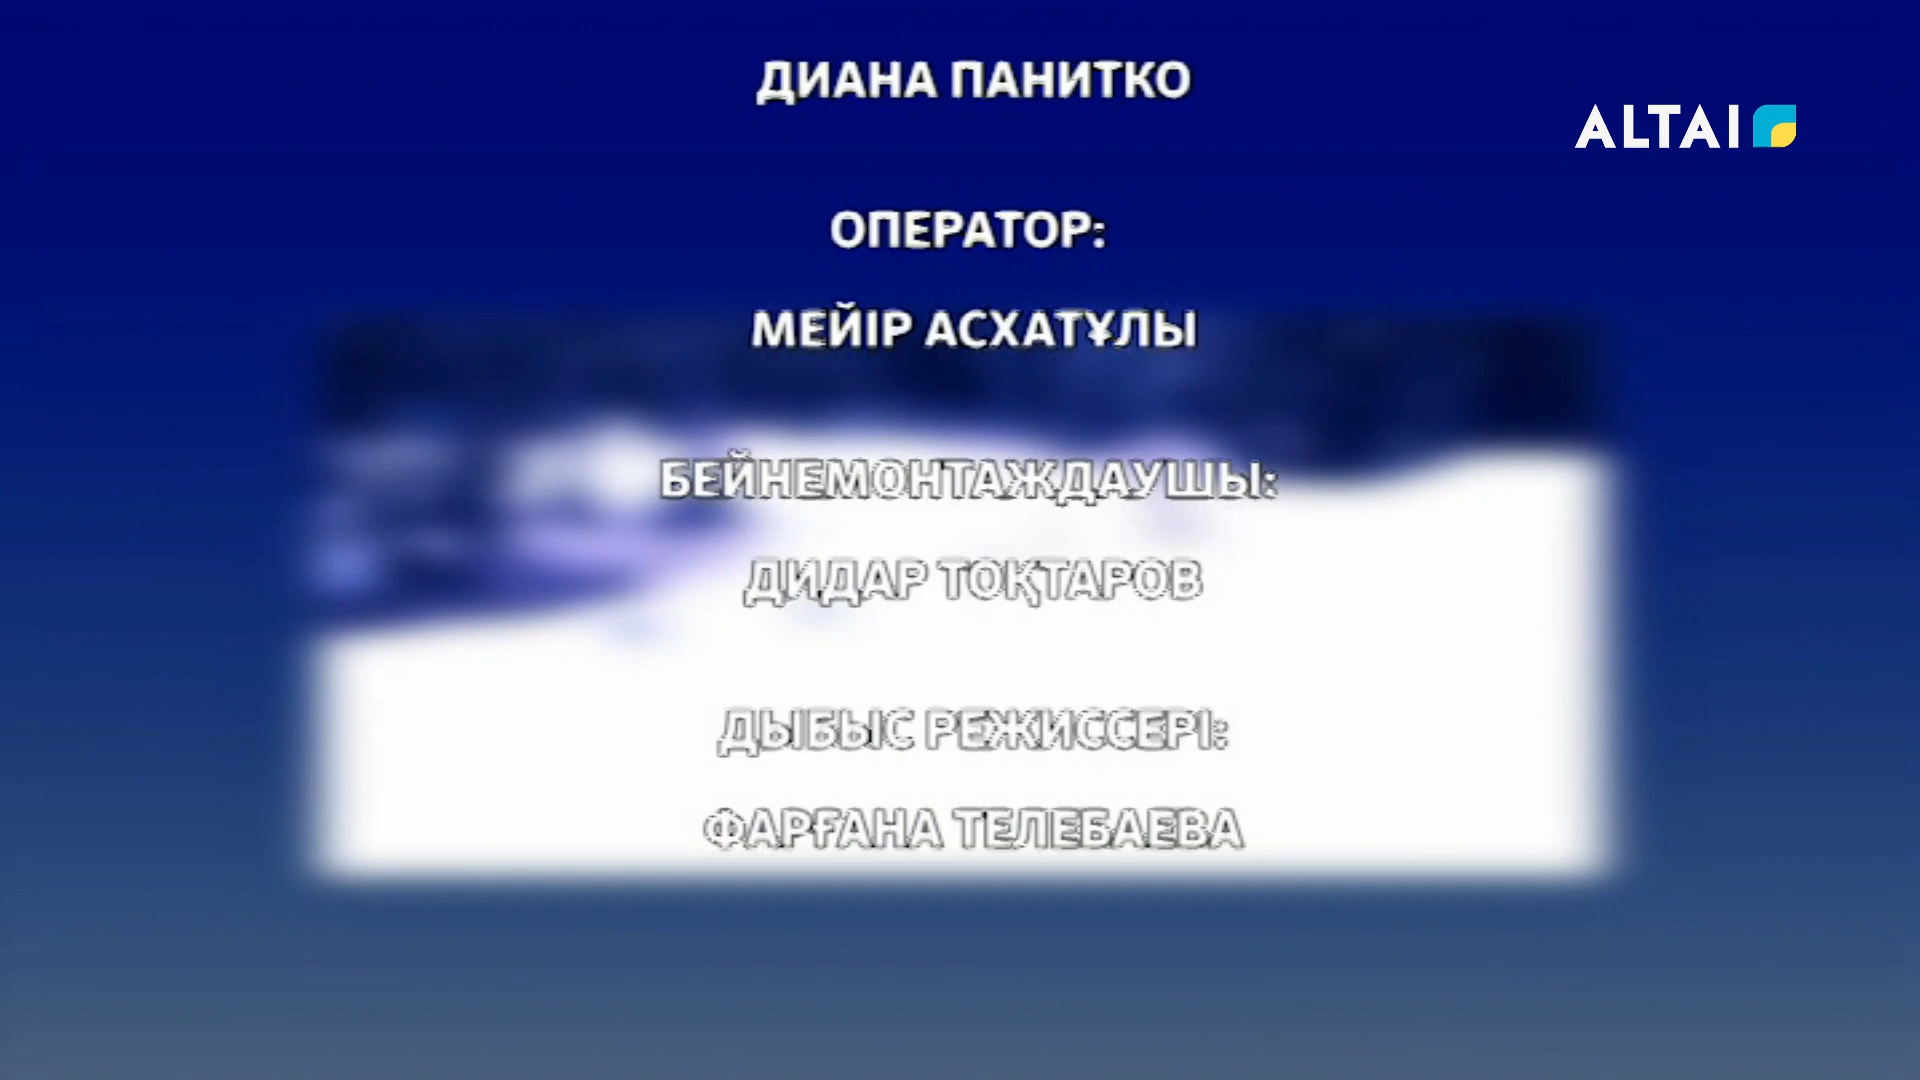 ДИАНА ПАНИТКО
ALTAI
ОПЕРАТОР:
МЕЙІР АСХАТҰЛЫ
БЕЙНЕМОНТАЖДАУШЫ:
ДИДАР ТОҚТАРОВ
ДЫБЫС РЕЖИССЕРІ:
ФАРҒАНА ТЕЛЕБАЕВА